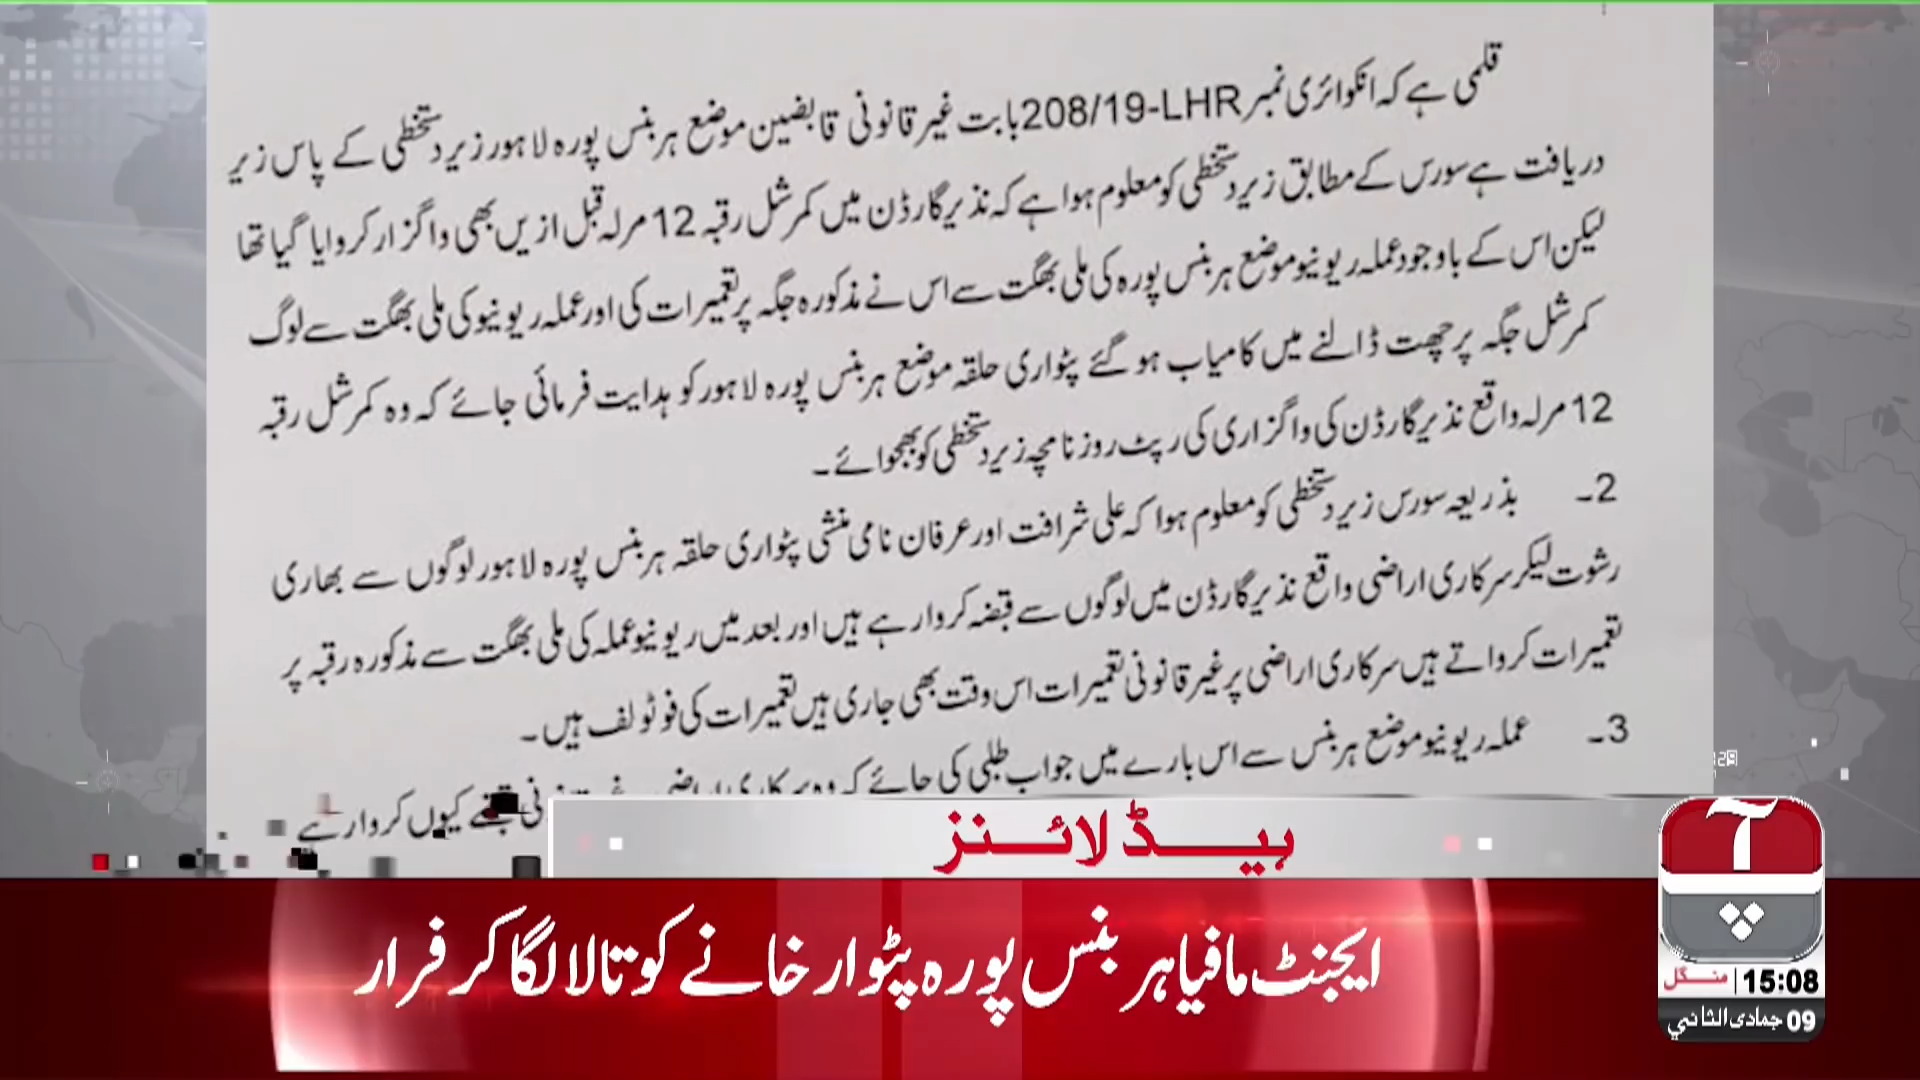 قلمی ہے کہ انکوائری نمبر 208/19-LHR بابت غیر قانونی قابضین موضع ہربنس پورہ لاہور زیر دستخطی کے پاس زیر
دریافت ہے سورس کے مطابق زیر دستخطی کو معلوم ہوا ہے کہ نذیر گارڈن میں کمرشل رقبہ 12 مرلہ قبل ازیں بھی واگزار کروایا گیا تھا
لیکن اس کے باوجود عملہ ریونیو موضع ہربنس پورہ کی ملی بھگت سے اس نے مذکورہ جگہ پر تعمیرات کی اور عملہ ریونیو کی ملی بھگت سے لوگ
کمرشل جگہ پر چھت ڈالنے میں کامیاب ہو گئے پٹواری حلقہ موضع ہربنس پورہ لاہور کو ہدایت فرمائی جائے کہ وہ کمرشل رقبہ
12 مرلہ واقع نذیر گارڈن کی واگزاری کی رپٹ روزنامچہ زیر دستخطی کو بھجوائے۔
2۔ بذریعہ سورس زیر دستخطی کو معلوم ہوا کہ علی شرافت اور عرفان نامی منشی پٹواری حلقہ ہربنس پورہ لاہور لوگوں سے بھاری
رشوت لیکر سرکاری اراضی واقع نذیر گارڈن میں لوگوں سے قبضہ کروا رہے ہیں اور بعد میں ریونیو عملہ کی ملی بھگت سے مذکورہ رقبہ پر
تعمیرات کرواتے ہیں سرکاری اراضی پر غیر قانونی تعمیرات اس وقت بھی جاری ہیں تعمیرات کی فوٹو لف ہیں۔
3۔ عملہ ریونیو موضع ہربنس سے اس بارے میں جواب طلبی کی جائے کہ وہ سرکاری اراضی قبضے کیوں کروا رہے
ہیڈ لائنز
ایجنٹ مافیا ہربنس پورہ پٹوار خانے کو تالا لگا کر فرار
آپ
منگل | 15:08
09 جمادی الثانی